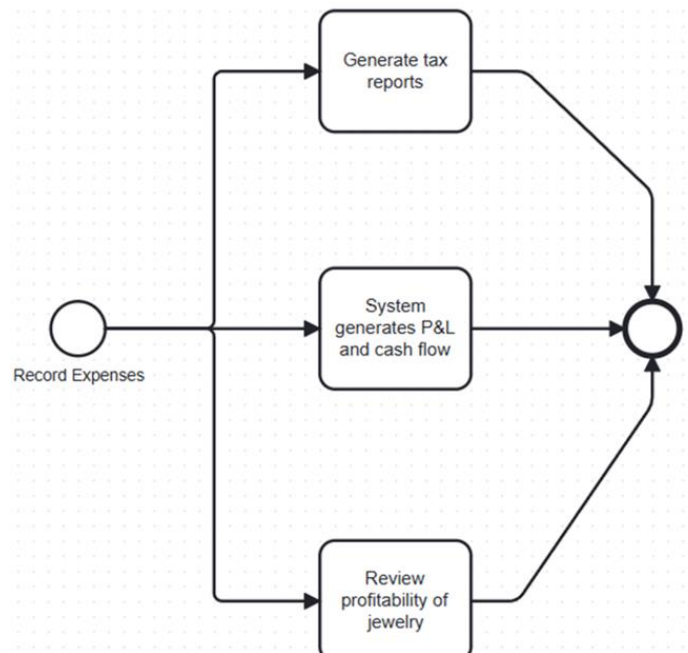 Generate tax
reports
System
generates P&L
and cash flow
Record Expenses
Review
profitability of
jewelry